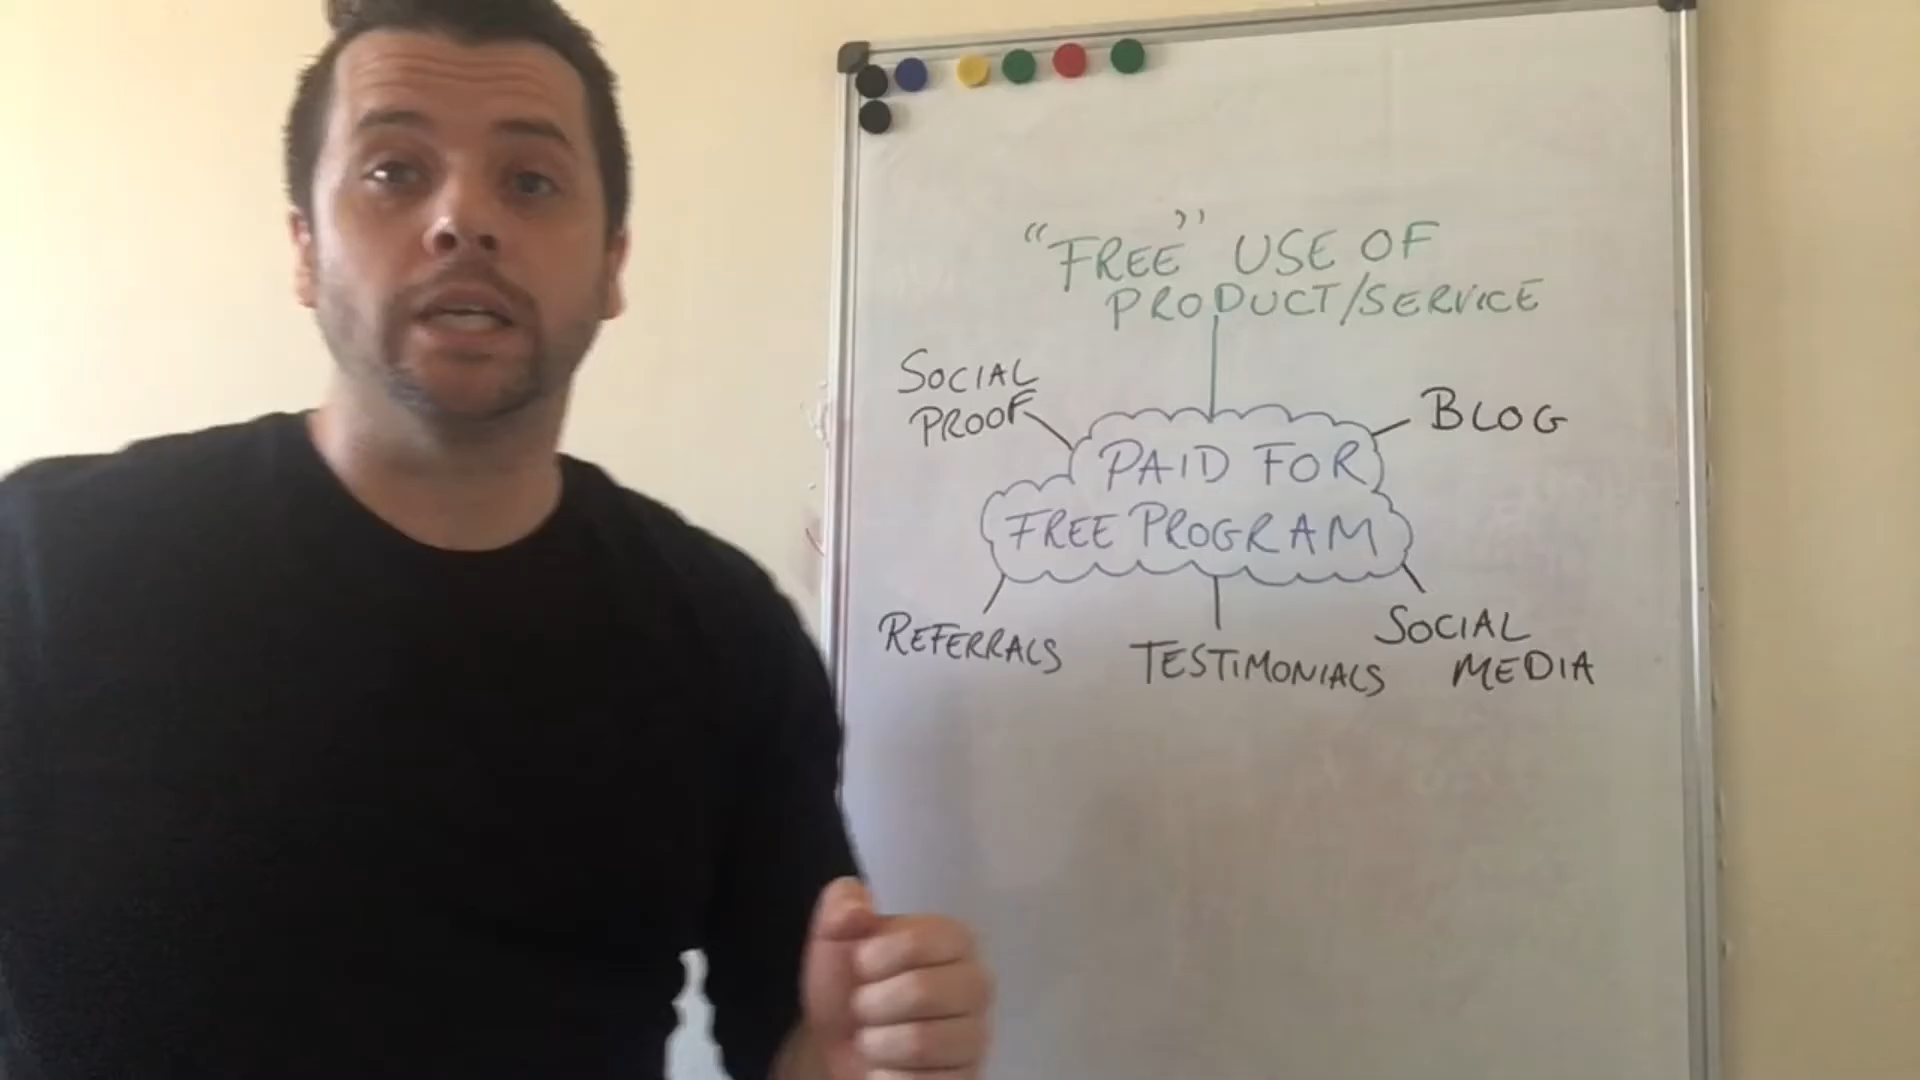 "FREE" USE OF
PRODUCT/SERVICE
SOCIAL
PROOF
BLOG
PAID FOR
FREE PROGRAM
REFERRALS
TESTIMONIALS
SOCIAL
MEDIA